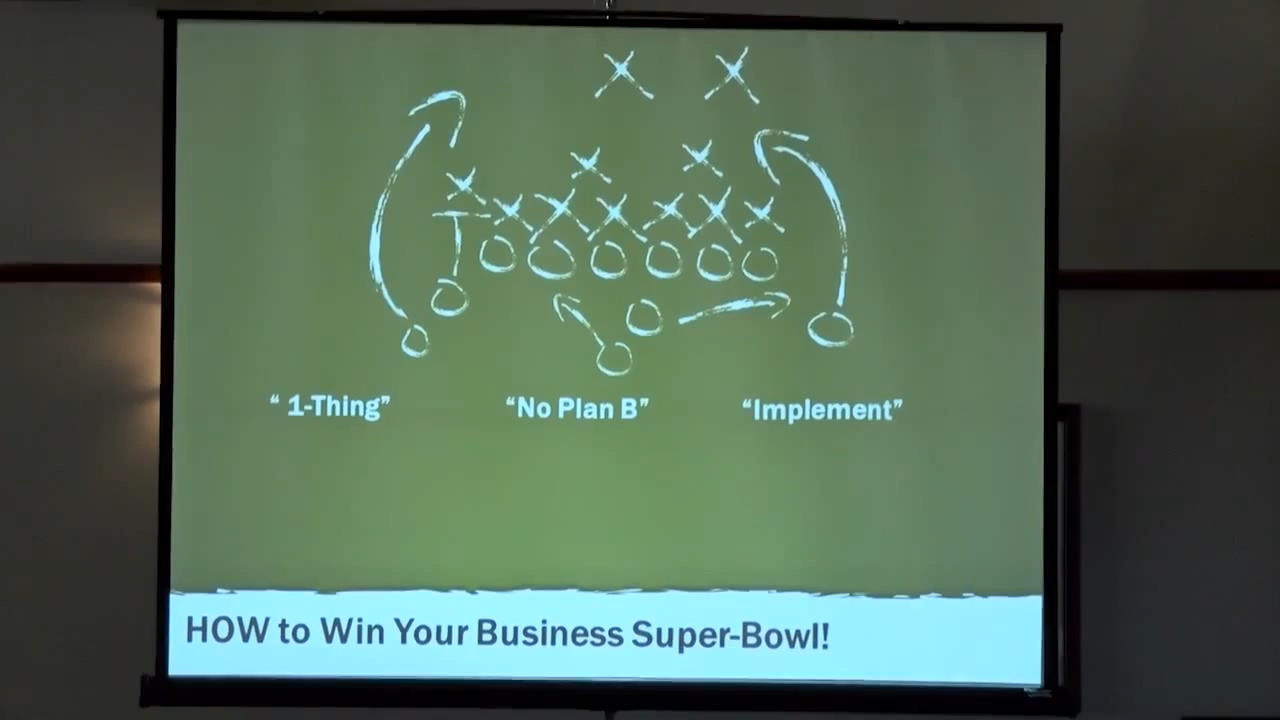 “ 1-Thing”
“No Plan B”
“Implement”
HOW to Win Your Business Super-Bowl!